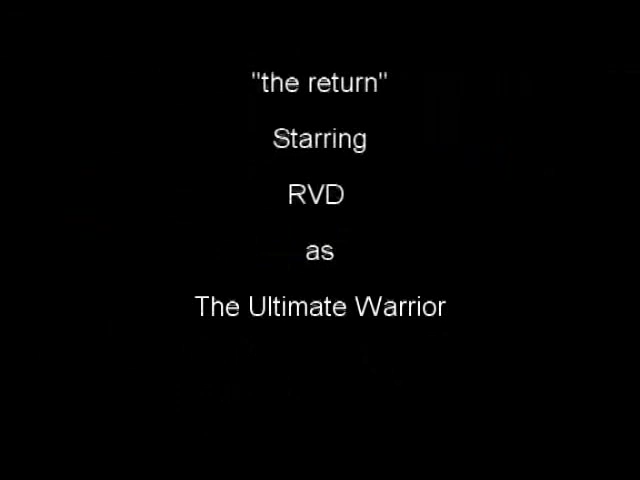 "the return"
Starring
RVD
as
The Ultimate Warrior